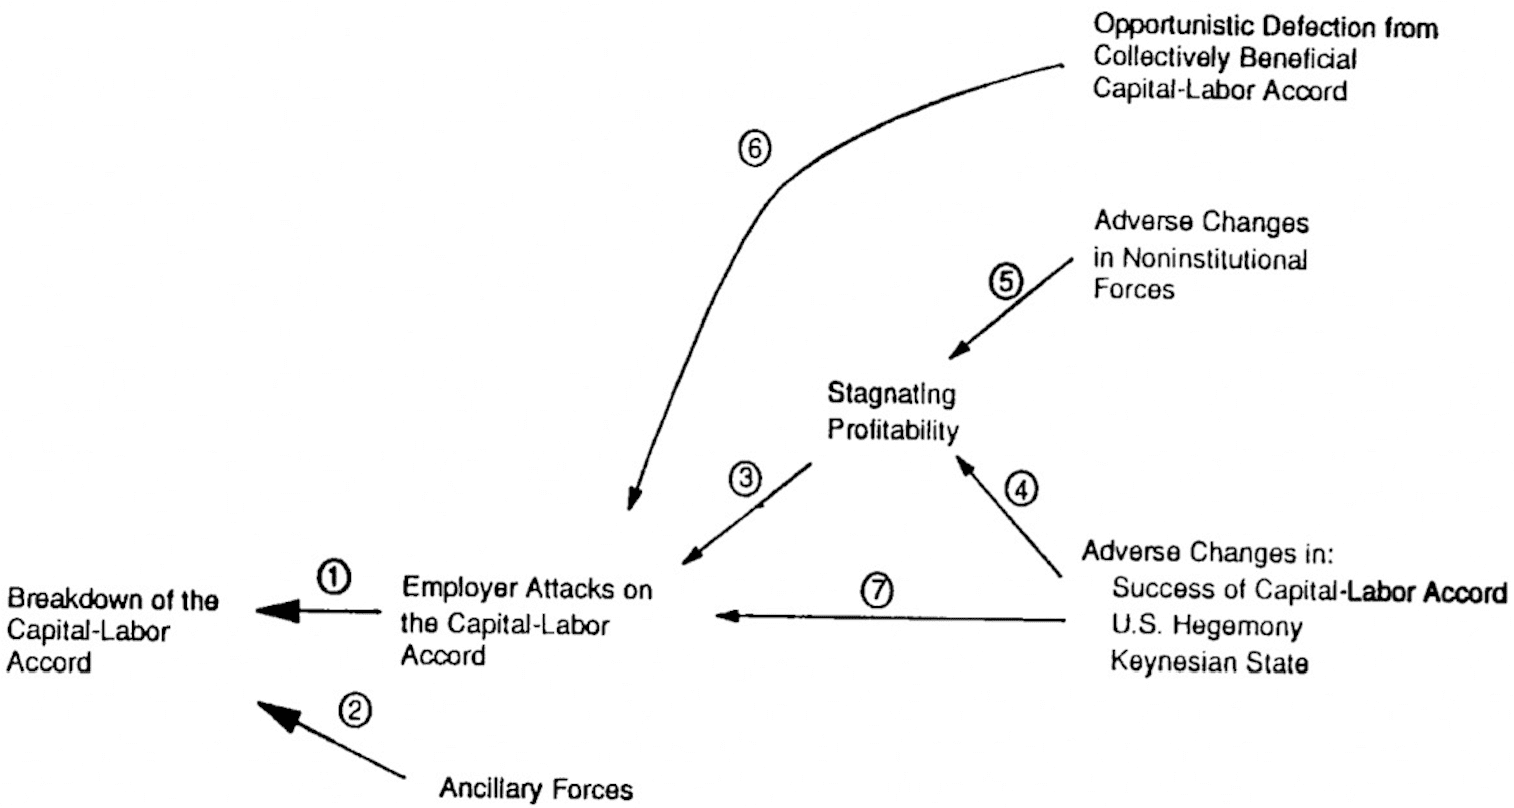 Opportunistic Defection from
Collectively Beneficial
Capital-Labor Accord
6
Adverse Changes
in Noninstitutional
Forces
5
Stagnating
Profitability
3
4
Adverse Changes in:
Success of Capital-Labor Accord
U.S. Hegemony
Keynesian State
7
1
Employer Attacks on
the Capital-Labor
Accord
Breakdown of the
Capital-Labor
Accord
2
Ancillary Forces